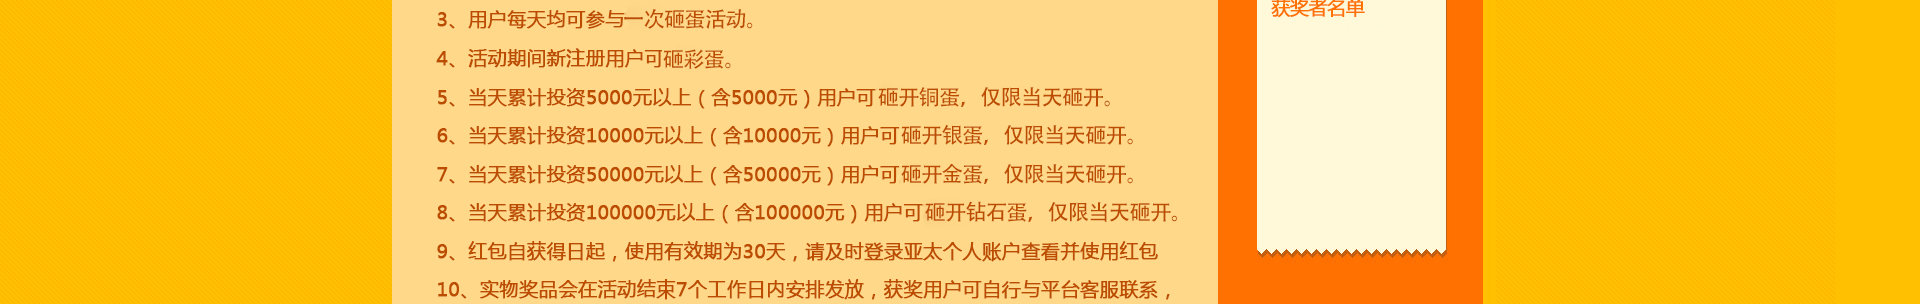 3、用户每天均可参与一次砸蛋活动。
4、活动期间新注册用户可砸彩蛋。
5、当天累计投资5000元以上（含5000元）用户可砸开铜蛋，仅限当天砸开。
6、当天累计投资10000元以上（含10000元）用户可砸开银蛋，仅限当天砸开。
7、当天累计投资50000元以上（含50000元）用户可砸开金蛋，仅限当天砸开。
8、当天累计投资100000元以上（含100000元）用户可砸开钻石蛋，仅限当天砸开。
9、红包自获得日起，使用有效期为30天，请及时登录亚太个人账户查看并使用红包
10、实物奖品会在活动结束7个工作日内安排发放，获奖用户可自行与平台客服联系，
获奖者名单